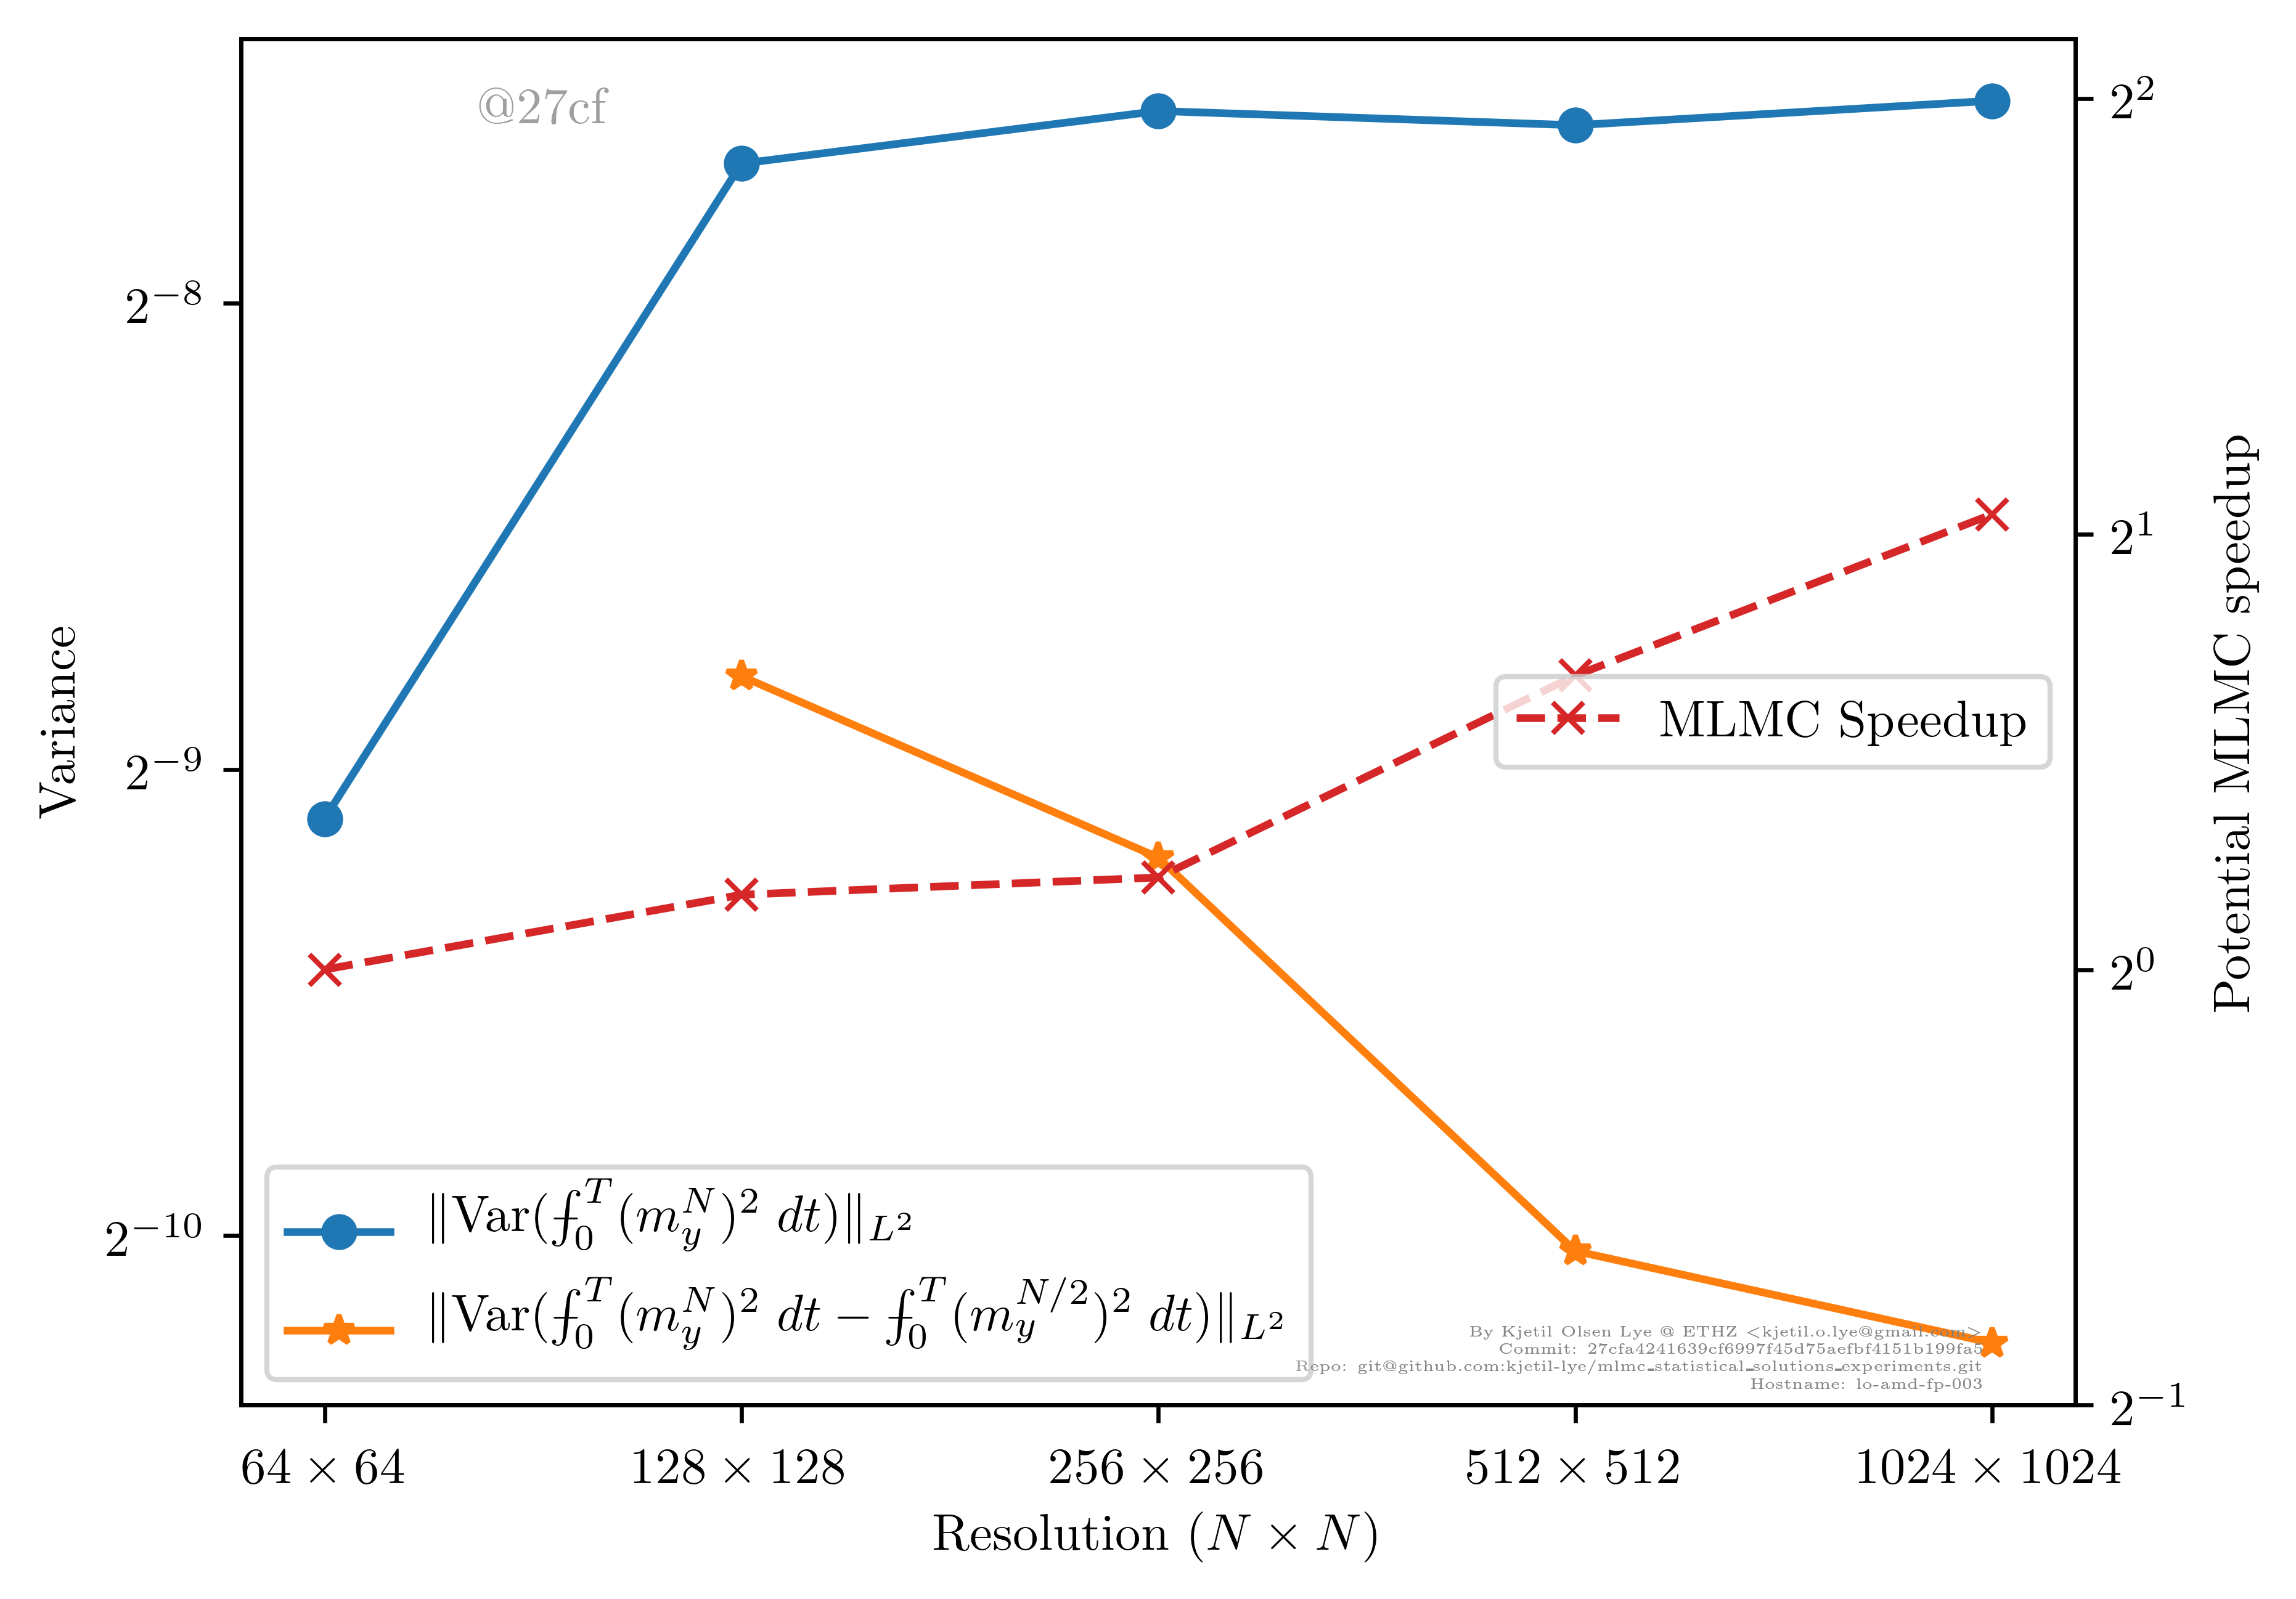 @27cf
2^2
2^{-8}
2^1
Variance
2^{-9}
Potential MLMC speedup
MLMC Speedup
2^0
2^{-10}
‖Var(⨍_0^T (m_y^N)^2 dt)‖_{L^2}
‖Var(⨍_0^T (m_y^N)^2 dt − ⨍_0^T (m_y^{N/2})^2 dt)‖_{L^2}
By Kjetil Olsen Lye @ ETHZ <kjetil.o.lye@gmail.com>
Commit: 27cfa4241639cf6997f45d75aefbf4151b199fa5
Repo: git@github.com:kjetil-lye/mlmc_statistical_solutions_experiments.git
Hostname: lo-amd-fp-003
2^{-1}
64 × 64 128 × 128 256 × 256 512 × 512 1024 × 1024
Resolution (N × N)